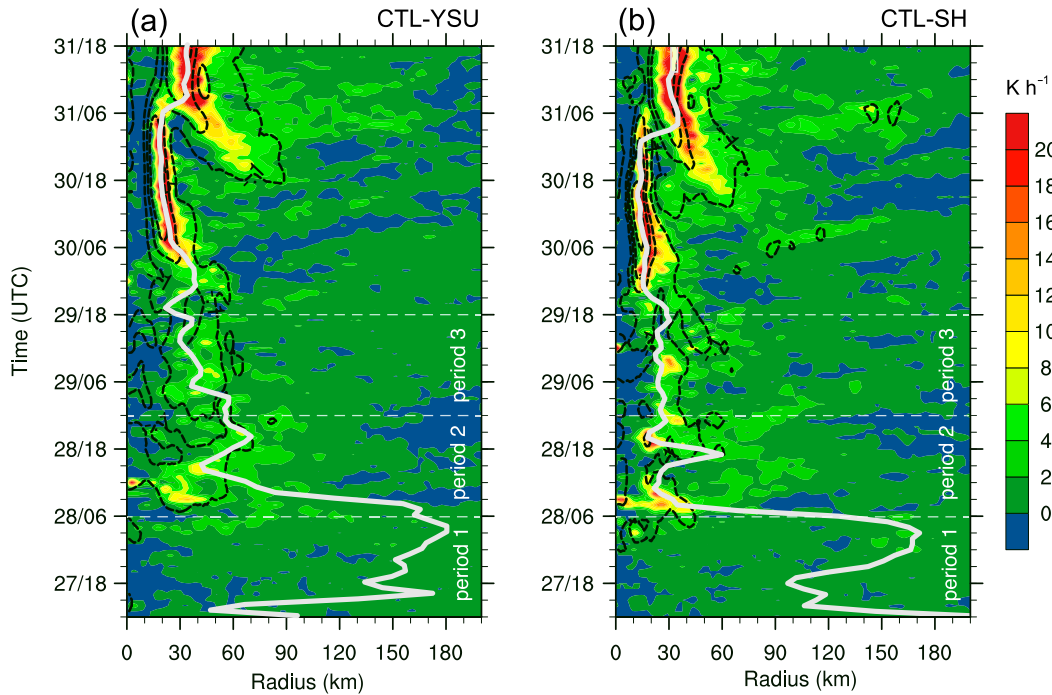 (a) CTL-YSU
(b) CTL-SH
31/18
31/06
30/18
30/06
29/18
29/06
28/18
28/06
27/18
Time (UTC)
period 3
period 2
period 1
0 30 60 90 120 150 180
Radius (km)
31/18
31/06
30/18
30/06
29/18
29/06
28/18
28/06
27/18
period 3
period 2
period 1
0 30 60 90 120 150 180
Radius (km)
K h⁻¹
20
18
16
14
12
10
8
6
4
2
0